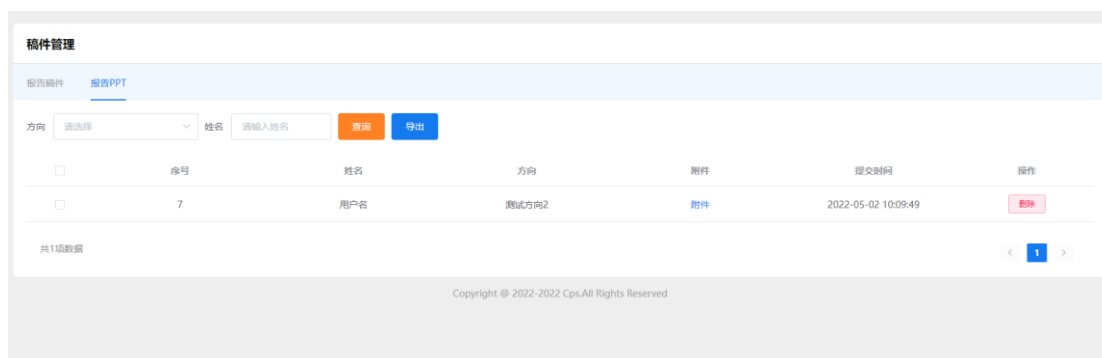 稿件管理
报告稿件 报告PPT
方向 请选择 姓名 请输入姓名 查询 导出
序号 姓名 方向 附件 提交时间 操作
7 用户名 测试方向2 附件 2022-05-02 10:09:49 删除
共1项数据 < 1 >
Copyright @ 2022-2022 Cps.All Rights Reserved